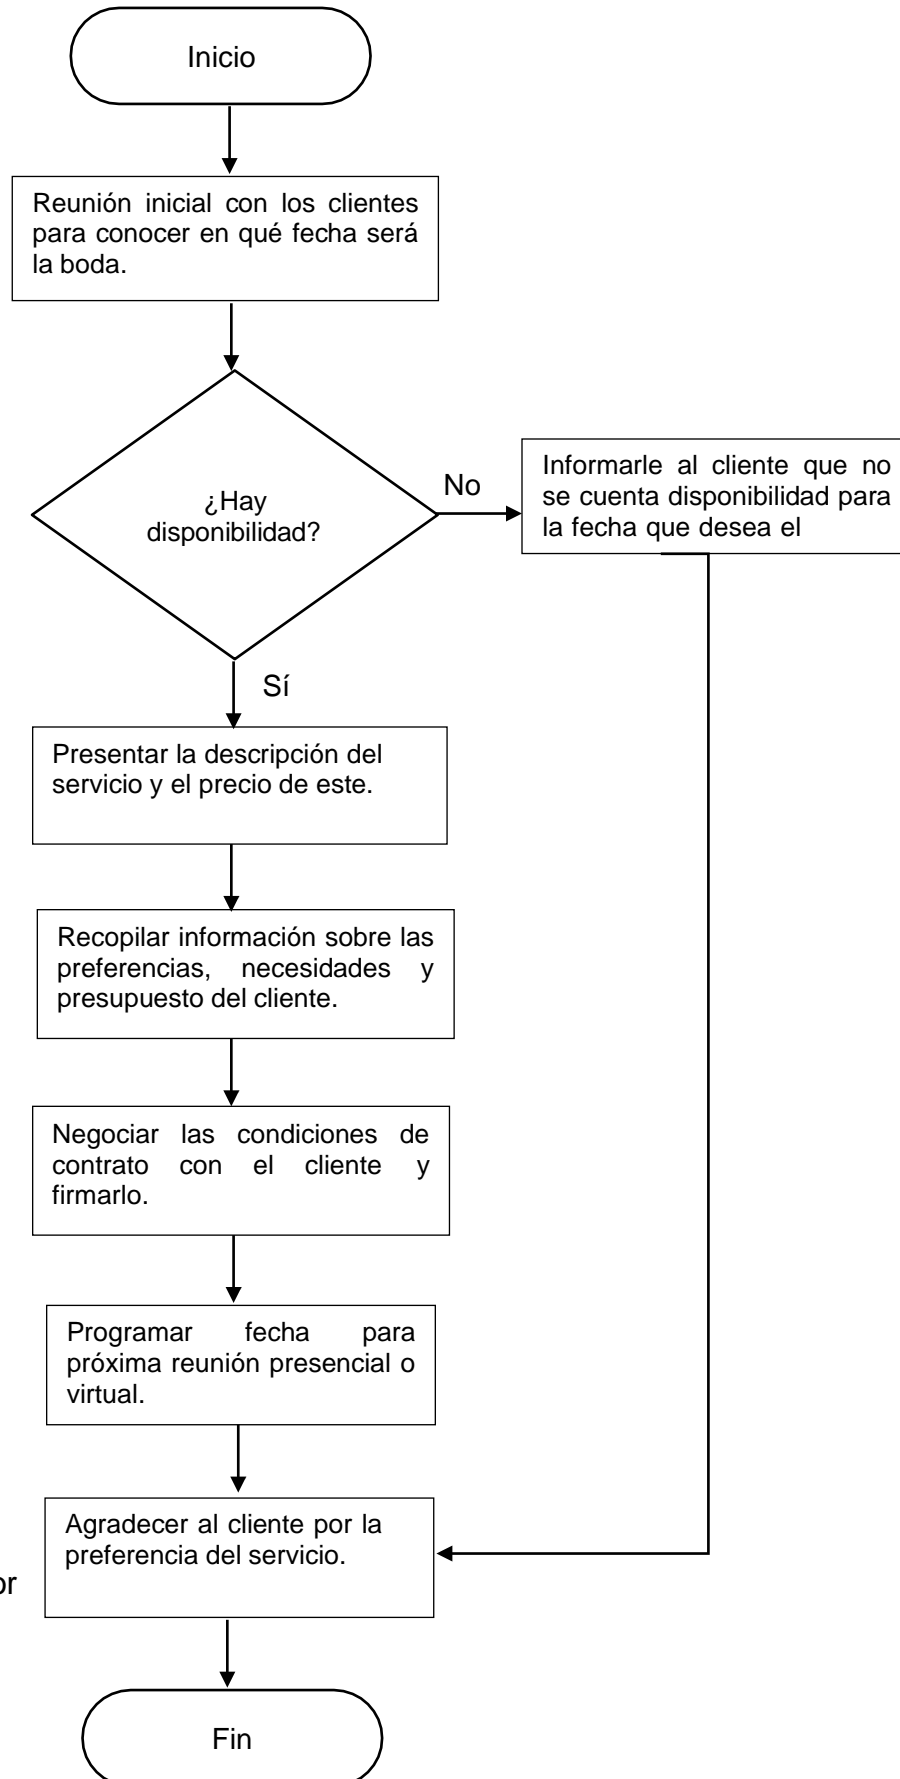 Inicio
Reunión inicial con los clientes
para conocer en qué fecha será
la boda.
¿Hay
disponibilidad?
No
Informarle al cliente que no
se cuenta disponibilidad para
la fecha que desea el
Sí
Presentar la descripción del
servicio y el precio de este.
Recopilar información sobre las
preferencias, necesidades y
presupuesto del cliente.
Negociar las condiciones de
contrato con el cliente y
firmarlo.
Programar fecha para
próxima reunión presencial o
virtual.
Agradecer al cliente por la
preferencia del servicio.
or
Fin